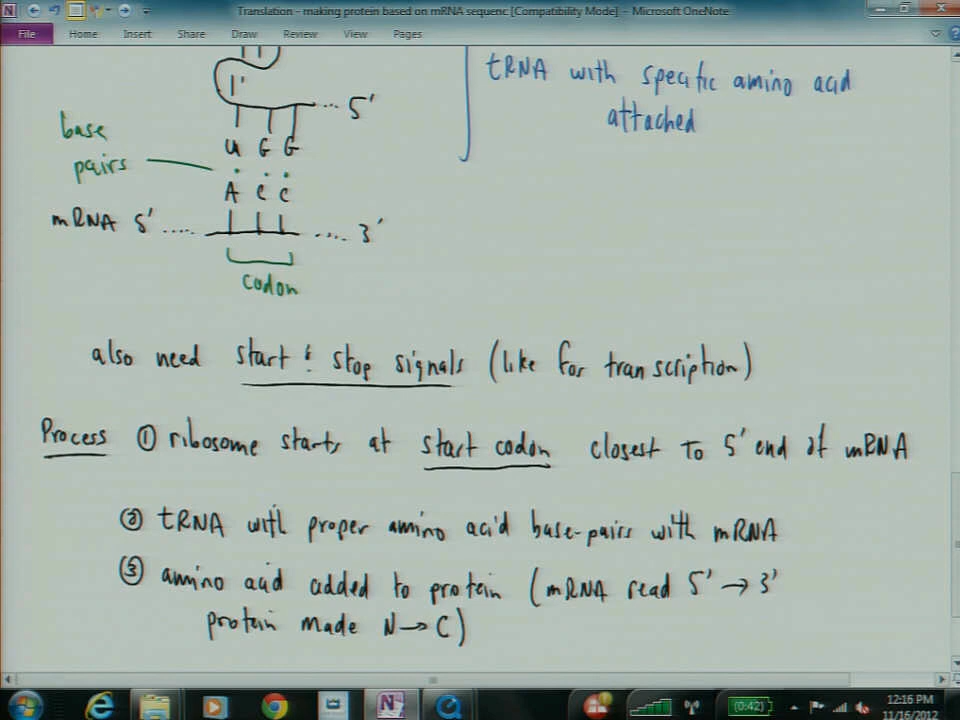 Translation - making protein based on mRNA sequenc [Compatibility Mode] - Microsoft OneNote
File Home Insert Share Draw Review View Pages
1'
... 5'
tRNA with specific amino acid
attached
base
pairs
U G G
A C C
mRNA 5' ..... .... 3'
codon
also need start & stop signals (like for transcription)
Process ① ribosome starts at start codon closest to 5' end of mRNA
② tRNA with proper amino acid base-pairs with mRNA
③ amino acid added to protein (mRNA read 5' → 3'
protein made N → C)
(0:42)
12:16 PM
11/16/2012